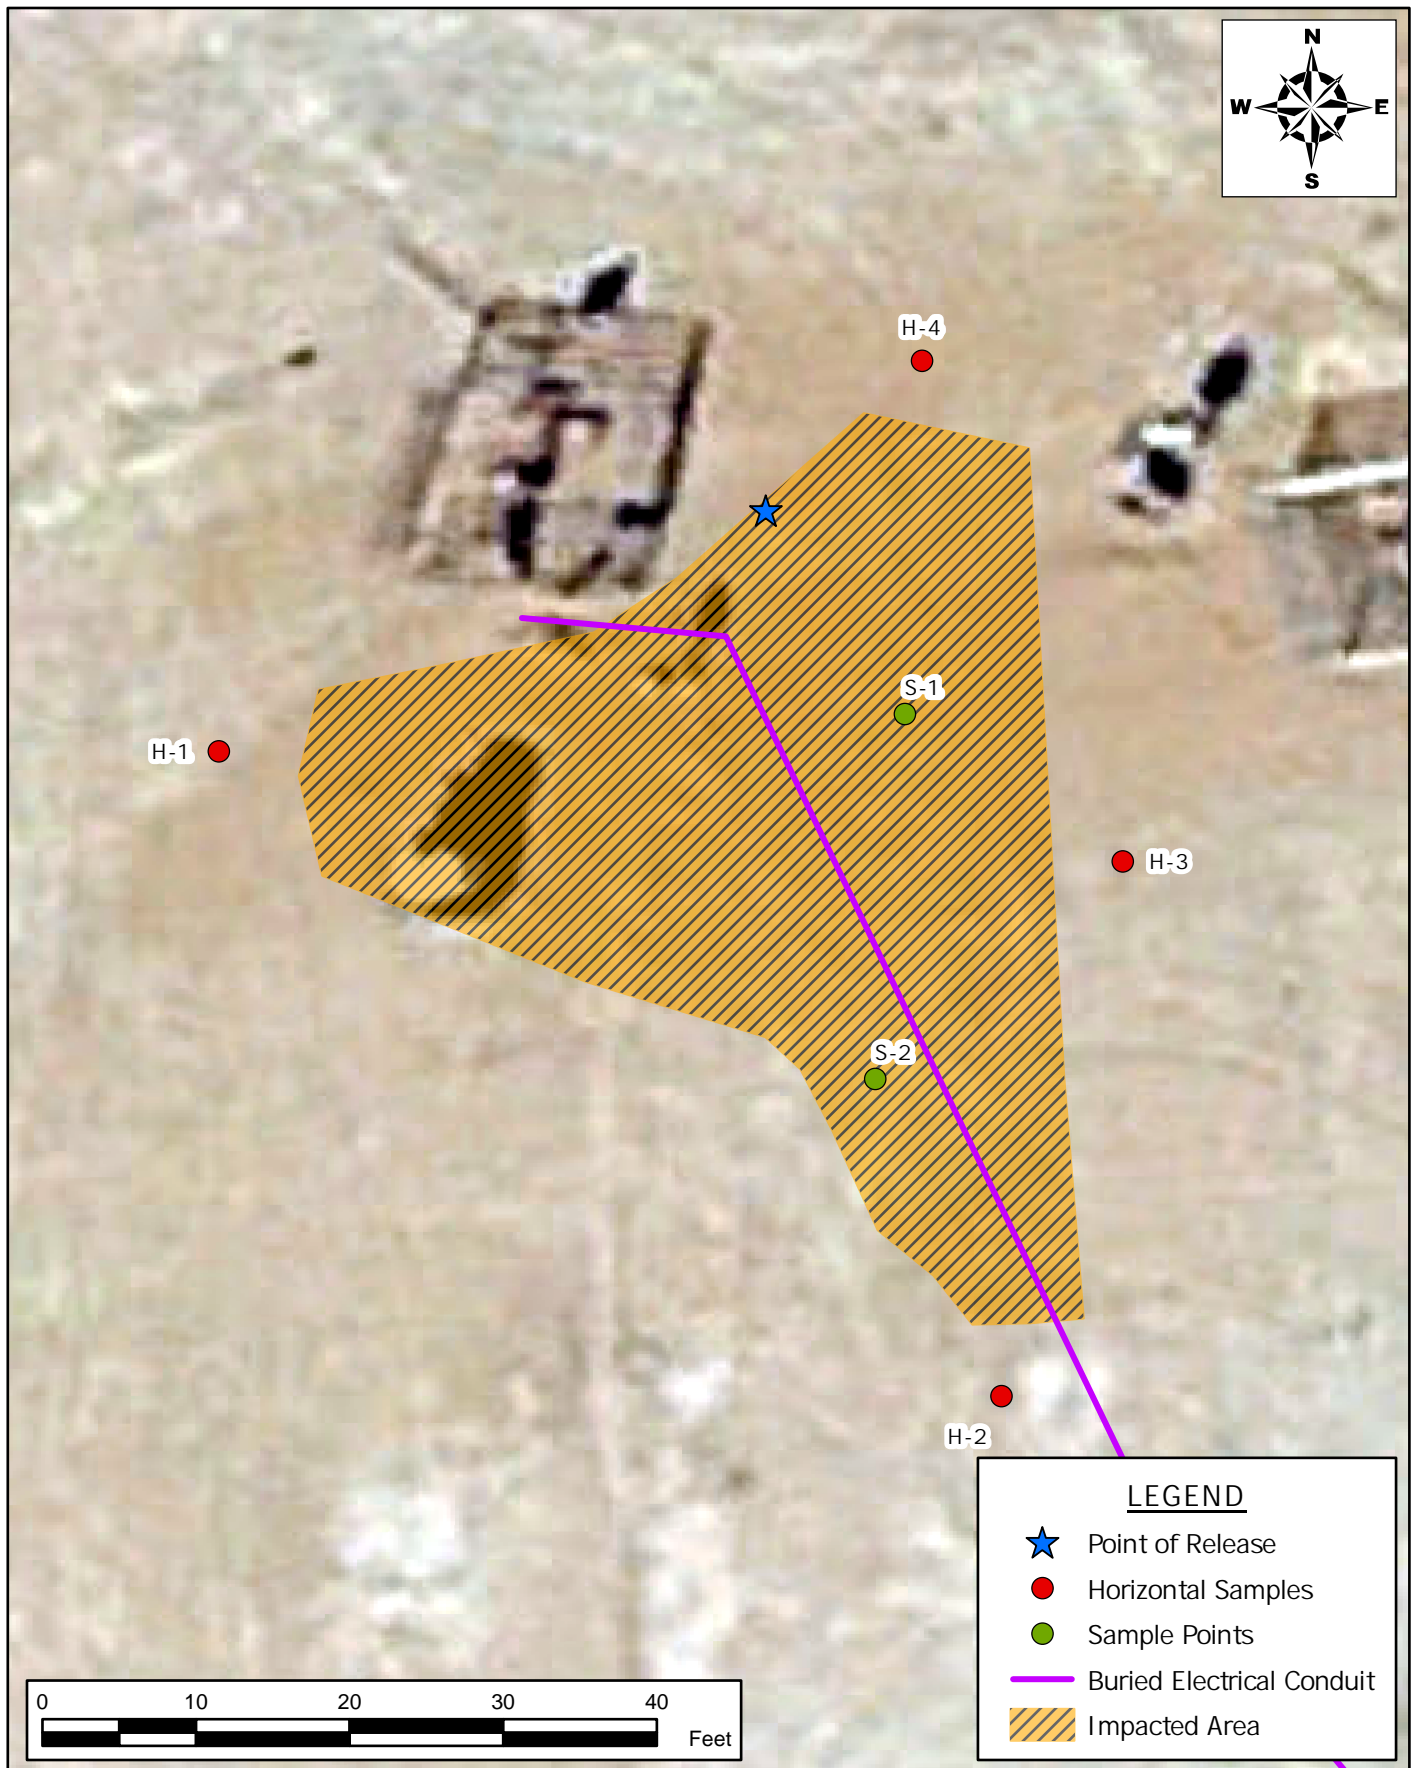 N
W E
S
H-4
S-1
H-1
H-3
S-2
H-2
LEGEND
Point of Release
Horizontal Samples
Sample Points
Buried Electrical Conduit
Impacted Area
0 10 20 30 40
Feet